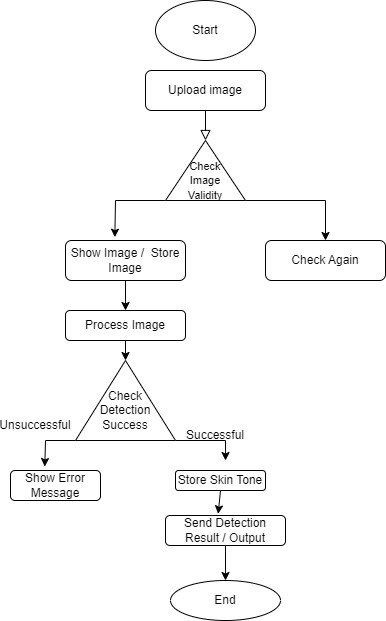 Start
Upload image
Check
Image
Validity
Show Image /  Store
Image
Check Again
Process Image
Check
Detection
Success
Unsuccessful
Successful
Show Error
Message
Store Skin Tone
Send Detection
Result / Output
End